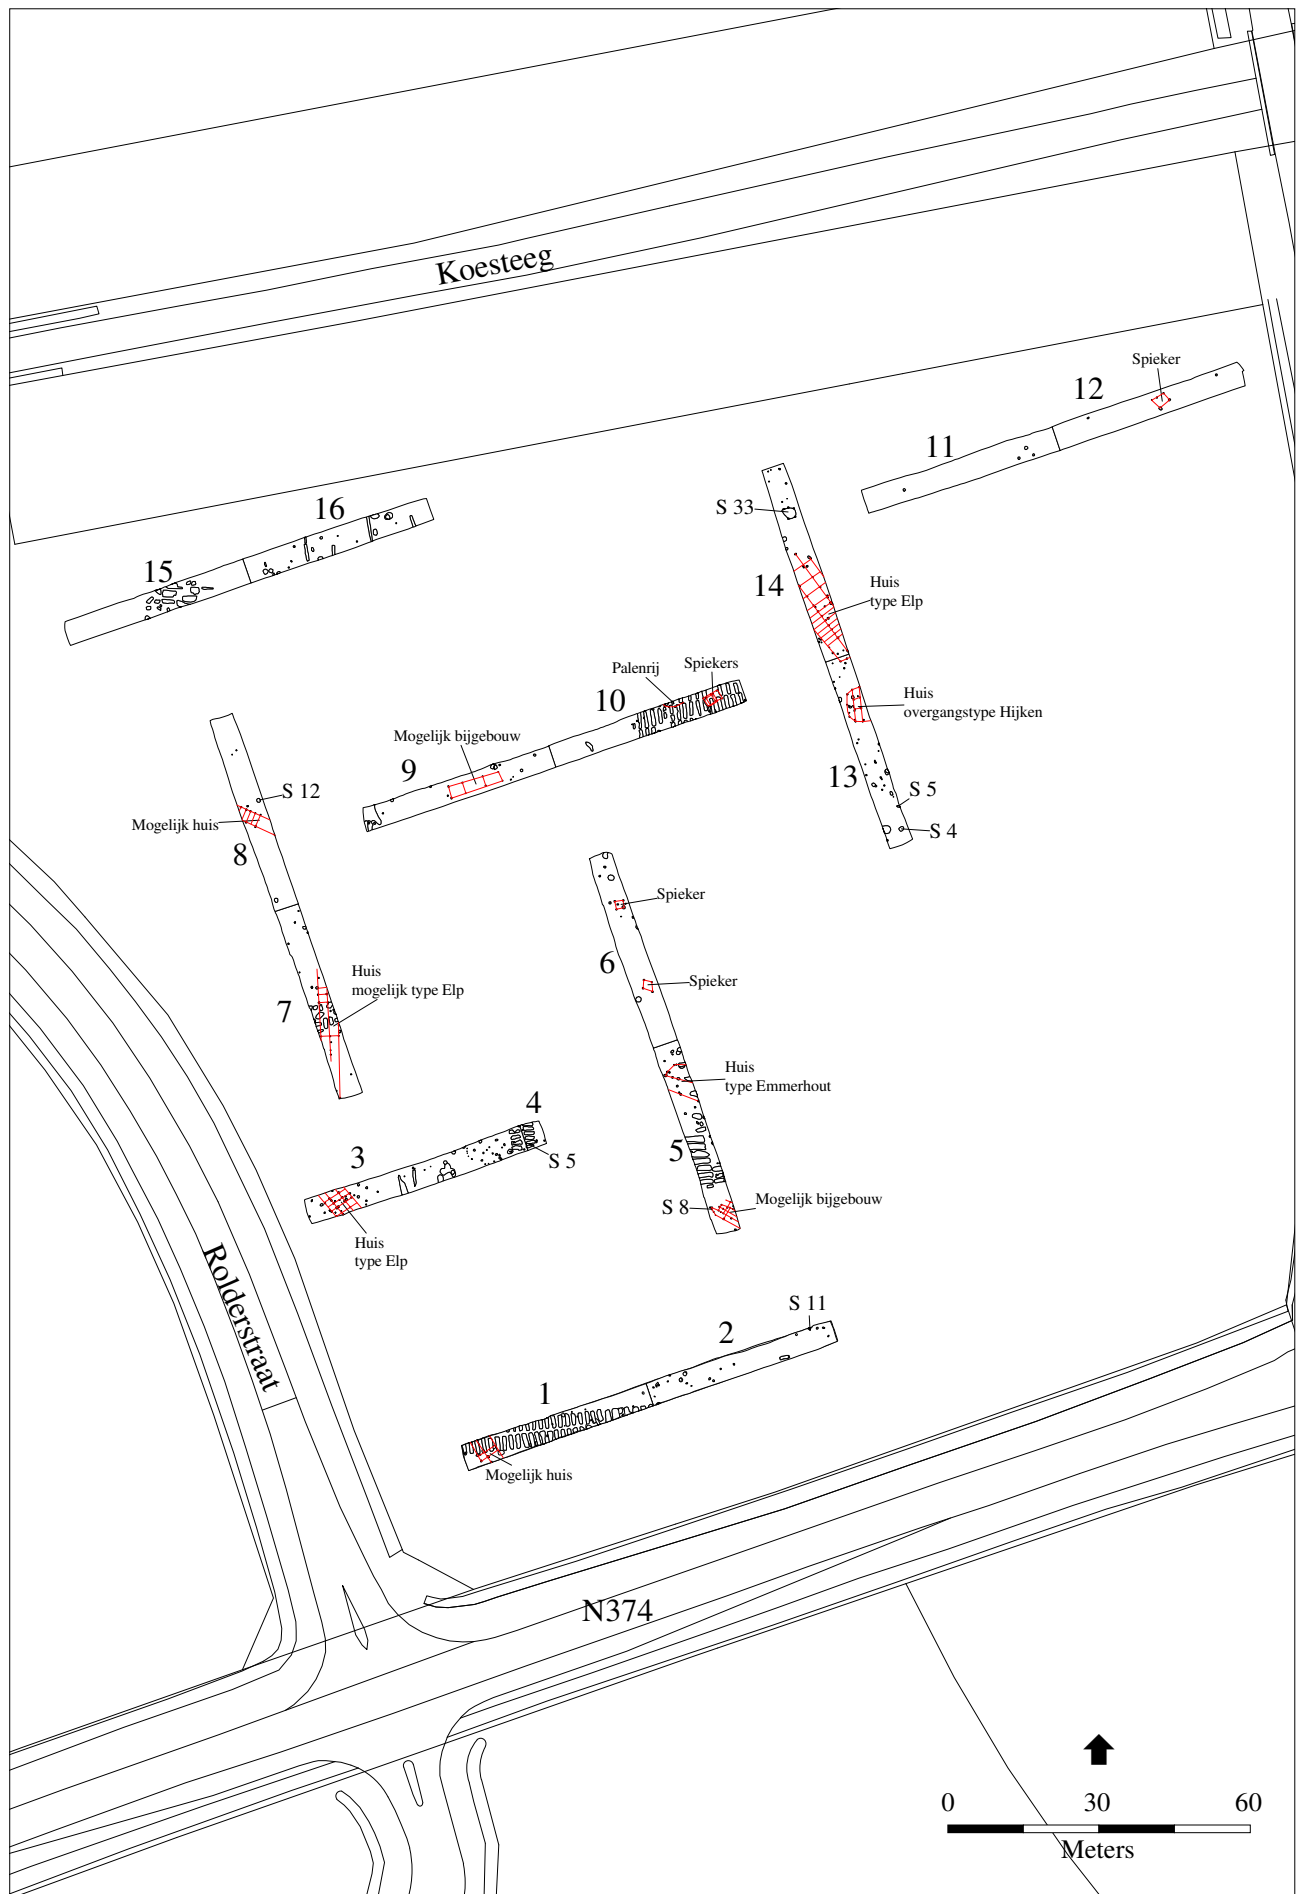 Koesteeg
Spieker
12
11
16
S 33
15
14
Huis
type Elp
Palenrij
Spiekers
10
Huis
overgangstype Hijken
Mogelijk bijgebouw
9
13
S 12
S 5
Mogelijk huis
S 4
8
Spieker
6
Huis
mogelijk type Elp
Spieker
7
Huis
type Emmerhout
4
3
5
S 5
S 8
Mogelijk bijgebouw
Huis
type Elp
Rolderstraat
S 11
2
1
Mogelijk huis
N374
0
30
60
Meters